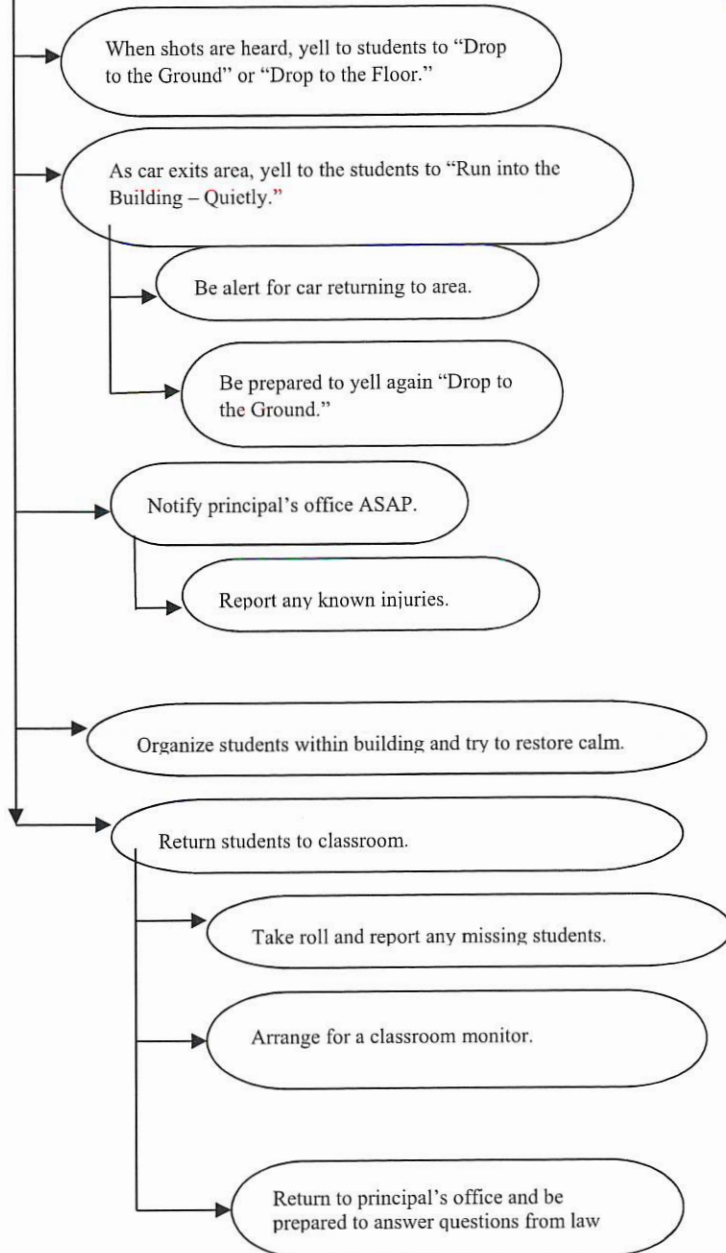 When shots are heard, yell to students to “Drop
to the Ground” or “Drop to the Floor.”
As car exits area, yell to the students to “Run into the
Building – Quietly.”
Be alert for car returning to area.
Be prepared to yell again “Drop to
the Ground.”
Notify principal’s office ASAP.
Report any known injuries.
Organize students within building and try to restore calm.
Return students to classroom.
Take roll and report any missing students.
Arrange for a classroom monitor.
Return to principal’s office and be
prepared to answer questions from law